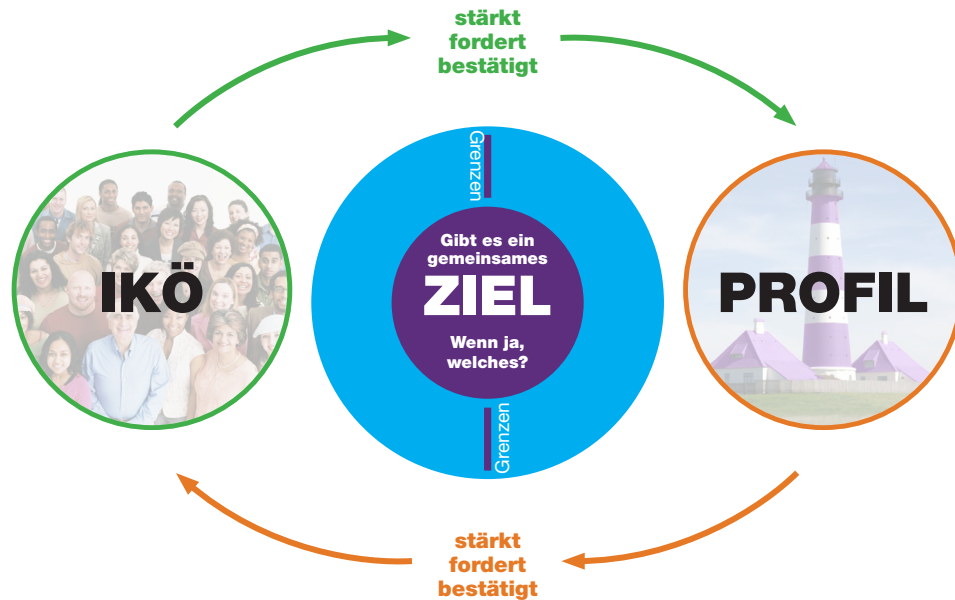 stärkt
fordert
bestätigt
Grenzen
IKÖ
Gibt es ein
gemeinsames
ZIEL
Wenn ja,
welches?
PROFIL
Grenzen
stärkt
fordert
bestätigt